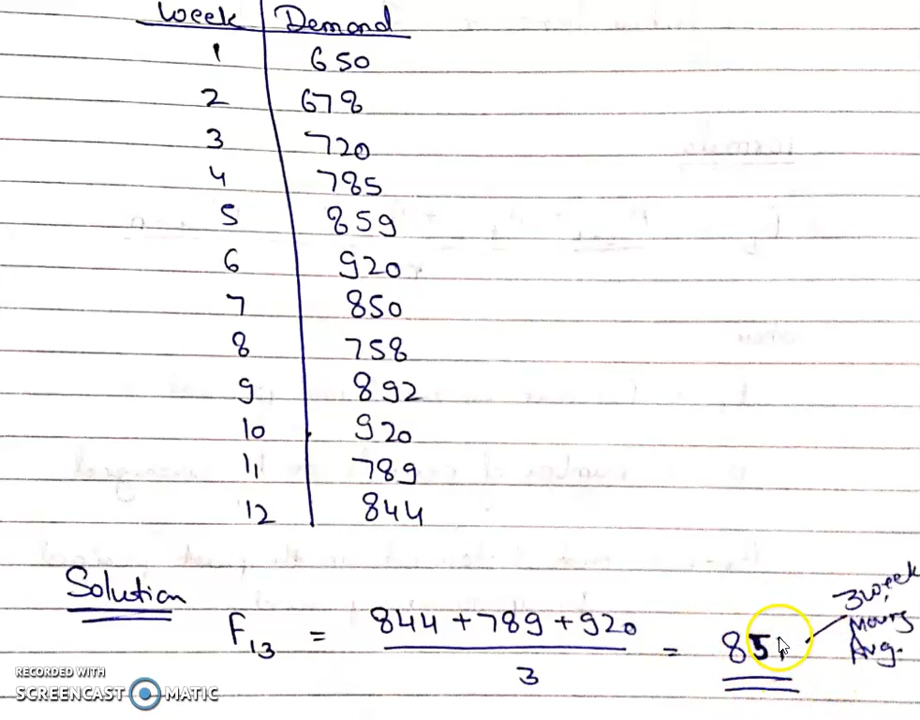 Week Demand
1 650
2 678
3 720
4 785
5 859
6 920
7 850
8 758
9 892
10 920
11 789
12 844
Solution
F13 = 844 + 789 + 920 / 3 = 851
3 week
Avg.
RECORDED WITH
SCREENCAST MATIC